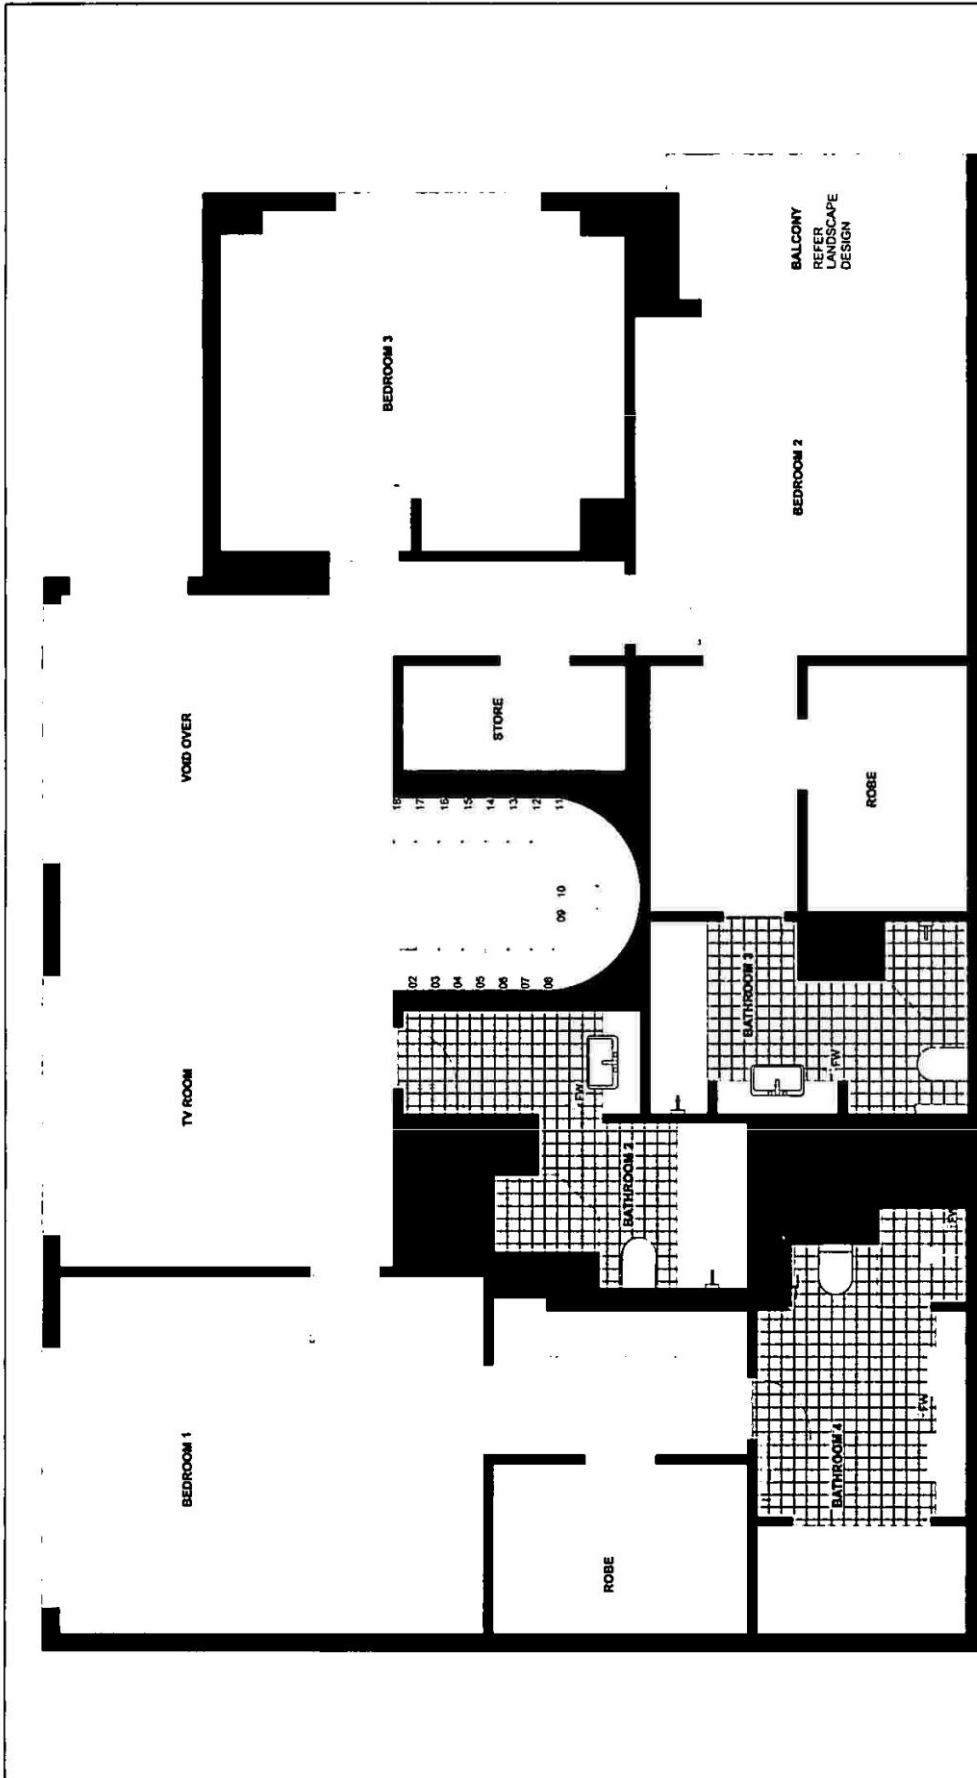 BEDROOM 1
TV ROOM
VOID OVER
BEDROOM 3
02
03
04
05
06
07
08
09
10
11
12
13
14
15
16
17
18
STORE
ROBE
BATHROOM 2
FW
BATHROOM 3
FW
BEDROOM 2
BALCONY
REFER
LANDSCAPE
DESIGN
ROBE
BATHROOM 4
FW
FW